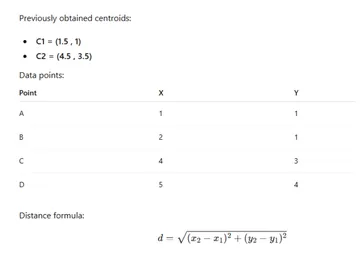 Previously obtained centroids:
• C1 = (1.5 , 1)
• C2 = (4.5 , 3.5)
Data points:
Point X Y
A 1 1
B 2 1
C 4 3
D 5 4
Distance formula:
d = √(x₂ − x₁)² + (y₂ − y₁)²